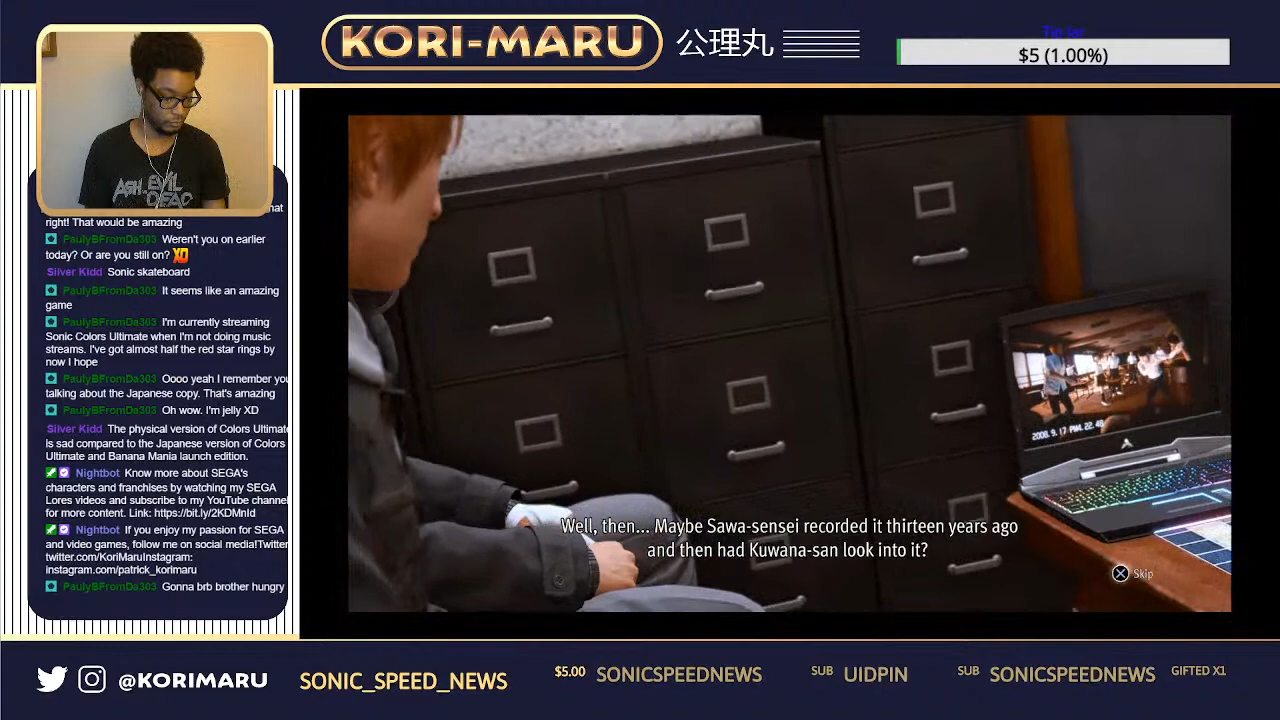 KORI-MARU 公理丸
Tip Jar
$5 (1.00%)
ASH EVIL DEAD
right! That would be amazing
PaulyBFromDa303 Weren't you on earlier
today? Or are you still on? XD
Silver Kidd Sonic skateboard
PaulyBFromDa303 It seems like an amazing
game
PaulyBFromDa303 I'm currently streaming
Sonic Colors Ultimate when I'm not doing music
streams. I've got almost half the red star rings by
now I hope
PaulyBFromDa303 Oooo yeah I remember you
talking about the Japanese copy. That's amazing
PaulyBFromDa303 Oh wow. I'm jelly XD
Silver Kidd The physical version of Colors Ultimate
is sad compared to the Japanese version of Colors
Ultimate and Banana Mania launch edition.
Nightbot Know more about SEGA's
characters and franchises by watching my SEGA
Lores videos and subscribe to my YouTube channel
for more content. Link: https://bit.ly/2KDMnId
Nightbot If you enjoy my passion for SEGA
and video games, follow me on social media!Twitter:
twitter.com/KoriMaruInstagram:
instagram.com/patrick_korimaru
PaulyBFromDa303 Gonna brb brother hungry
2008. 9. 17 PM. 22:46
Well, then... Maybe Sawa-sensei recorded it thirteen years ago
and then had Kuwana-san look into it?
Skip
@KORIMARU
SONIC_SPEED_NEWS
$5.00 SONICSPEEDNEWS SUB UIDPIN SUB SONICSPEEDNEWS GIFTED X1